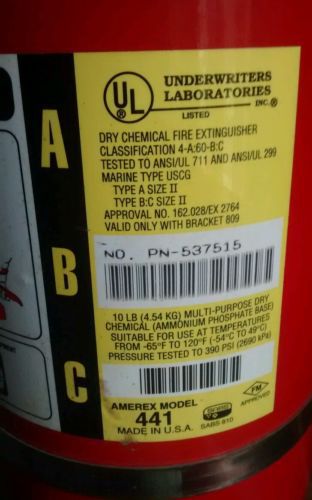 UL®
UNDERWRITERS
LABORATORIES
INC.®
LISTED
DRY CHEMICAL FIRE EXTINGUISHER
CLASSIFICATION 4-A:60-B:C
TESTED TO ANSI/UL 711 AND ANSI/UL 299
MARINE TYPE USCG
TYPE A SIZE II
TYPE B:C SIZE II
APPROVAL NO. 162.028/EX 2764
VALID ONLY WITH BRACKET 809
NO. PN-537515
10 LB (4.54 KG) MULTI-PURPOSE DRY
CHEMICAL (AMMONIUM PHOSPHATE BASE)
SUITABLE FOR USE AT TEMPERATURES
FROM -65°F TO 120°F (-54°C TO 49°C)
PRESSURE TESTED TO 390 PSI (2690 kPa)
AMEREX MODEL
441
MADE IN U.S.A.
SABS
SABS 810
FM
APPROVED
A
B
C